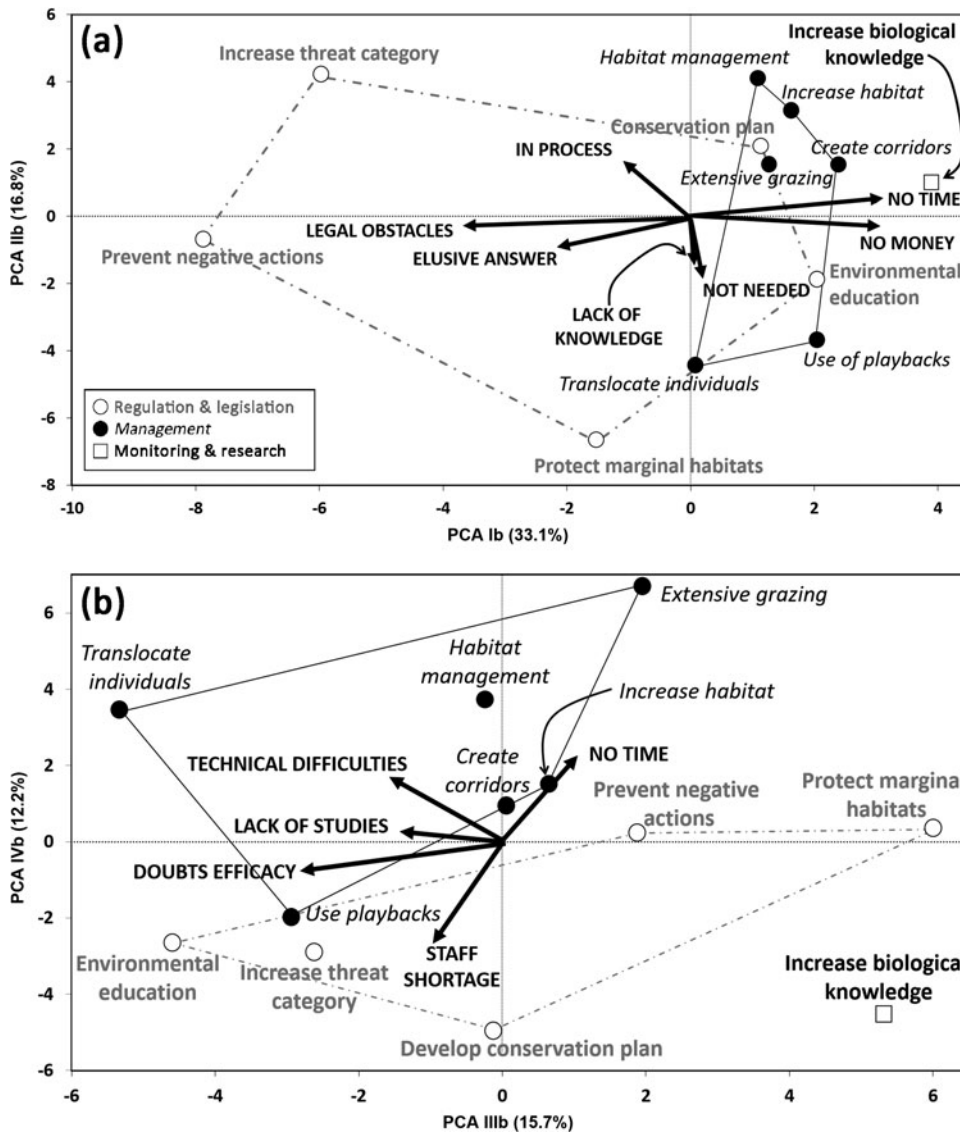 (a)
6
4
2
0
-2
-4
-6
-8
PCA IIb (16.8%)
Increase threat category
Habitat management
Increase biological
knowledge
Increase habitat
Conservation plan
Create corridors
IN PROCESS
Extensive grazing
NO TIME
LEGAL OBSTACLES
NO MONEY
Prevent negative actions
ELUSIVE ANSWER
Environmental
education
NOT NEEDED
LACK OF
KNOWLEDGE
Use of playbacks
Translocate individuals
Protect marginal habitats
Regulation & legislation
Management
Monitoring & research
-10
-8
-6
-4
-2
0
2
4
PCA Ib (33.1%)
(b)
6
4
2
0
-2
-4
-6
PCA IVb (12.2%)
Extensive grazing
Translocate
individuals
Habitat
management
Increase habitat
TECHNICAL DIFFICULTIES
Create
corridors
NO TIME
Prevent negative
actions
Protect marginal
habitats
LACK OF STUDIES
DOUBTS EFFICACY
Use playbacks
Environmental
education
Increase threat
category
STAFF
SHORTAGE
Increase biological
knowledge
Develop conservation plan
-6
-4
-2
0
2
4
6
PCA IIIb (15.7%)